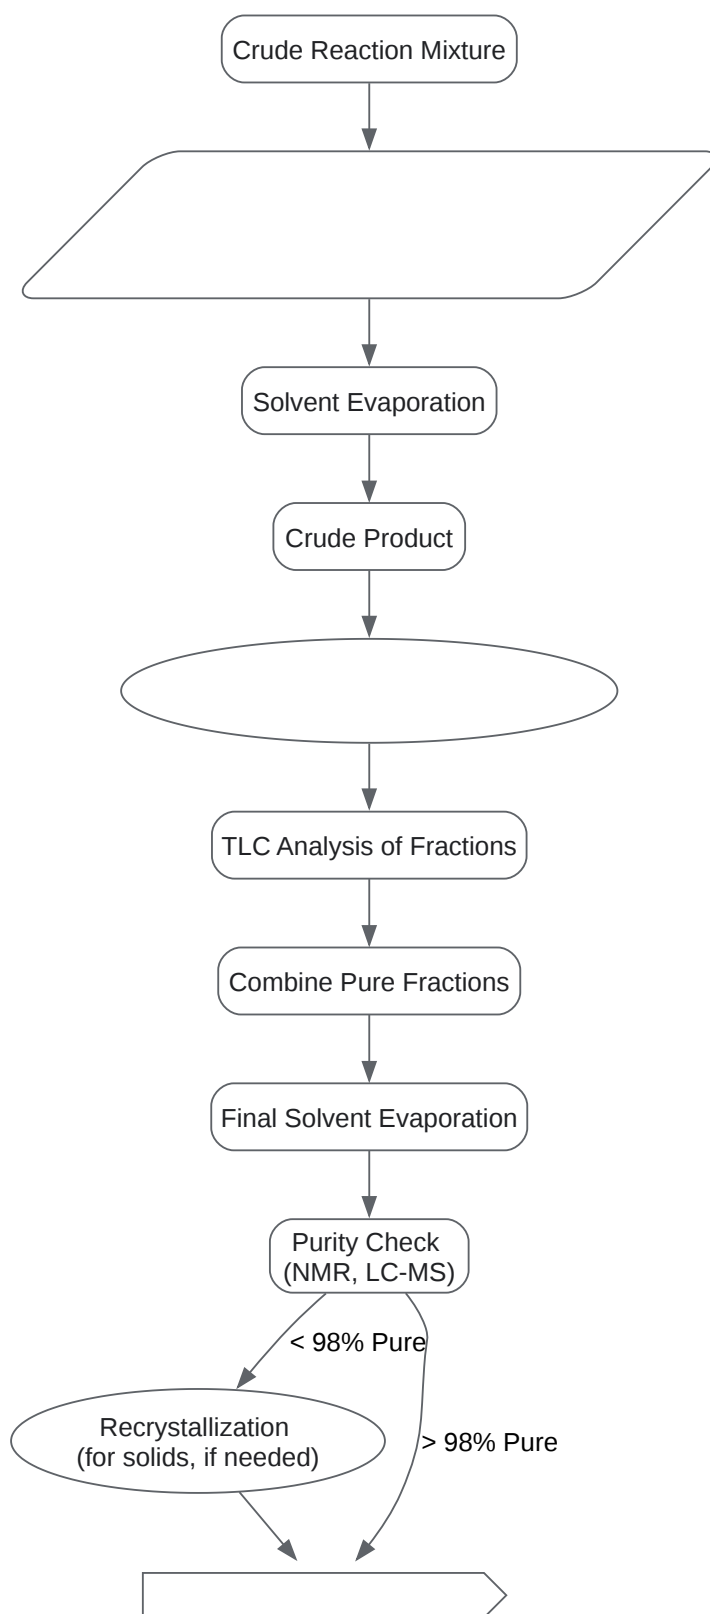 Crude Reaction Mixture
Solvent Evaporation
Crude Product
TLC Analysis of Fractions
Combine Pure Fractions
Final Solvent Evaporation
Purity Check
(NMR, LC-MS)
< 98% Pure
Recrystallization
(for solids, if needed)
> 98% Pure